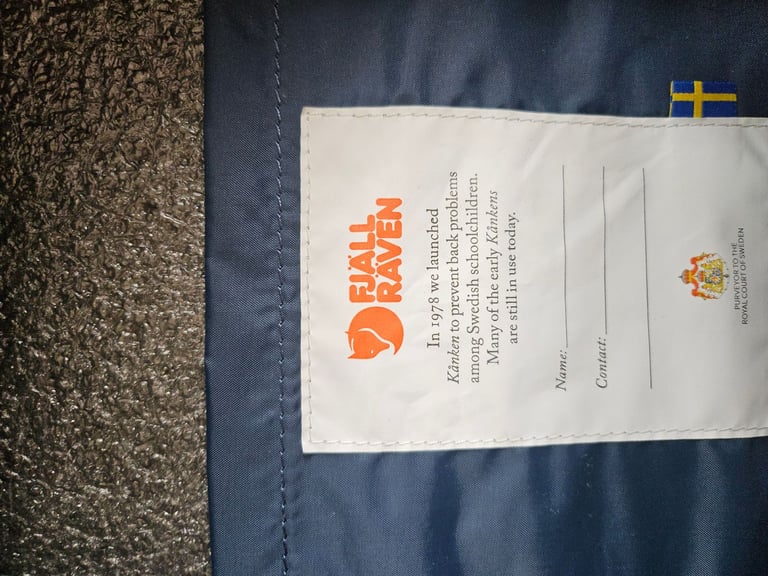 FJÄLL
RÄVEN
In 1978 we launched
Kånken to prevent back problems
among Swedish schoolchildren.
Many of the early Kånkens
are still in use today.
Name:
Contact:
PURVEYOR TO THE
ROYAL COURT OF SWEDEN